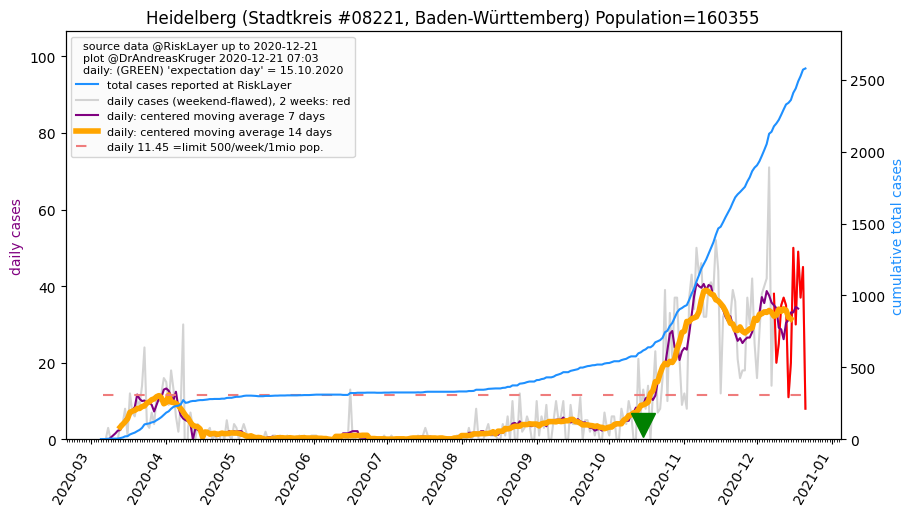 Heidelberg (Stadtkreis #08221, Baden-Württemberg) Population=160355
source data @RiskLayer up to 2020-12-21
plot @DrAndreasKruger 2020-12-21 07:03
daily: (GREEN) 'expectation day' = 15.10.2020
total cases reported at RiskLayer
daily cases (weekend-flawed), 2 weeks: red
daily: centered moving average 7 days
daily: centered moving average 14 days
daily 11.45 =limit 500/week/1mio pop.
daily cases
100
80
60
40
20
0
cumulative total cases
2500
2000
1500
1000
500
0
2020-03
2020-04
2020-05
2020-06
2020-07
2020-08
2020-09
2020-10
2020-11
2020-12
2021-01